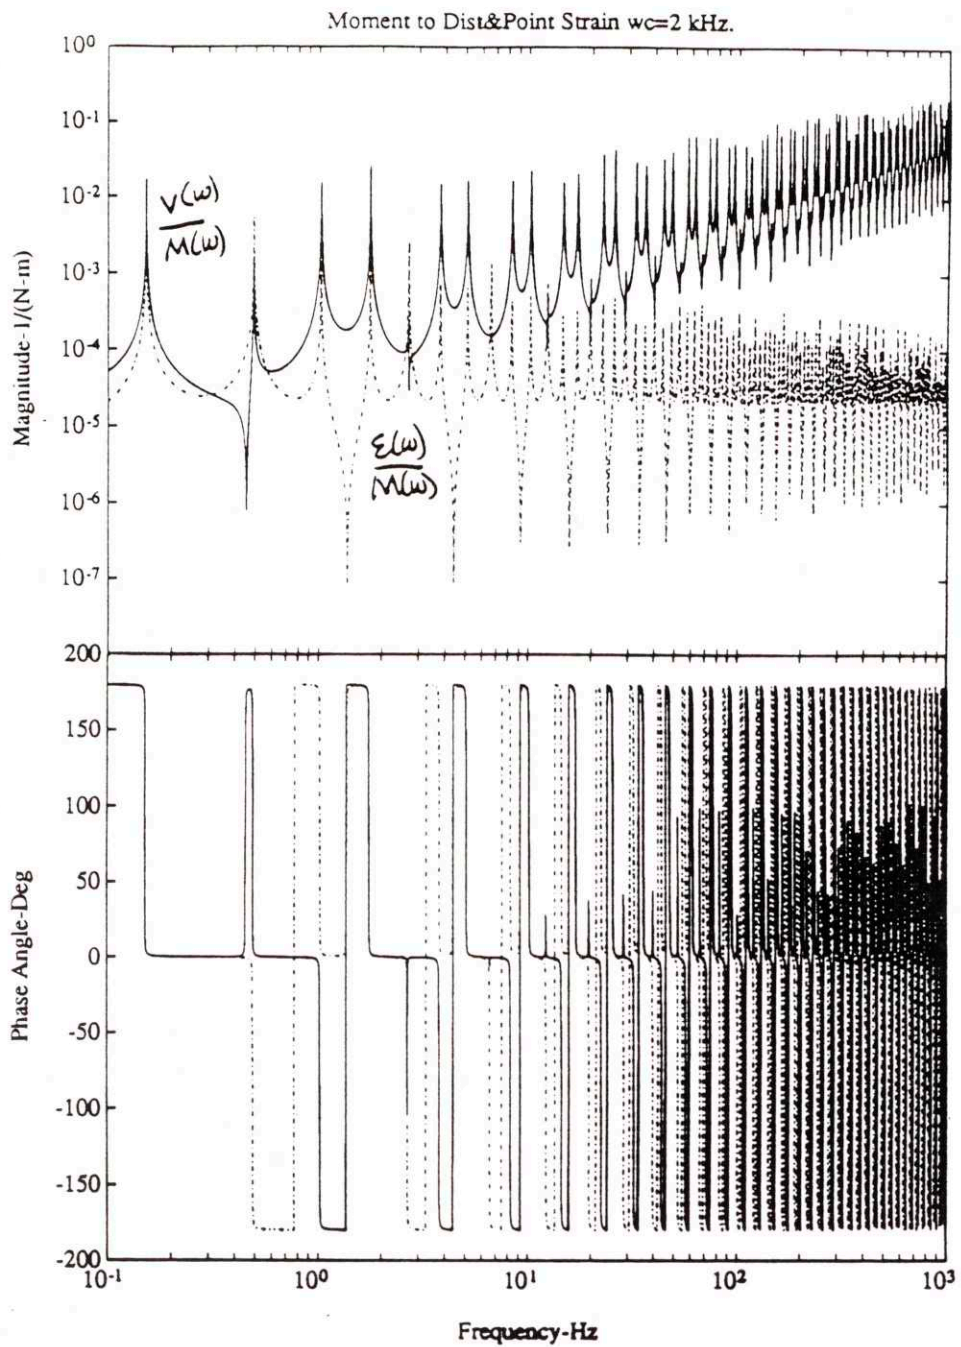 Moment to Dist&Point Strain wc=2 kHz.
10⁰
10⁻¹
10⁻²
10⁻³
10⁻⁴
10⁻⁵
10⁻⁶
10⁻⁷
Magnitude-1/(N-m)
V(ω)
M(ω)
ε(ω)
M(ω)
200
150
100
50
0
-50
-100
-150
-200
Phase Angle-Deg
10⁻¹ 10⁰ 10¹ 10² 10³
Frequency-Hz